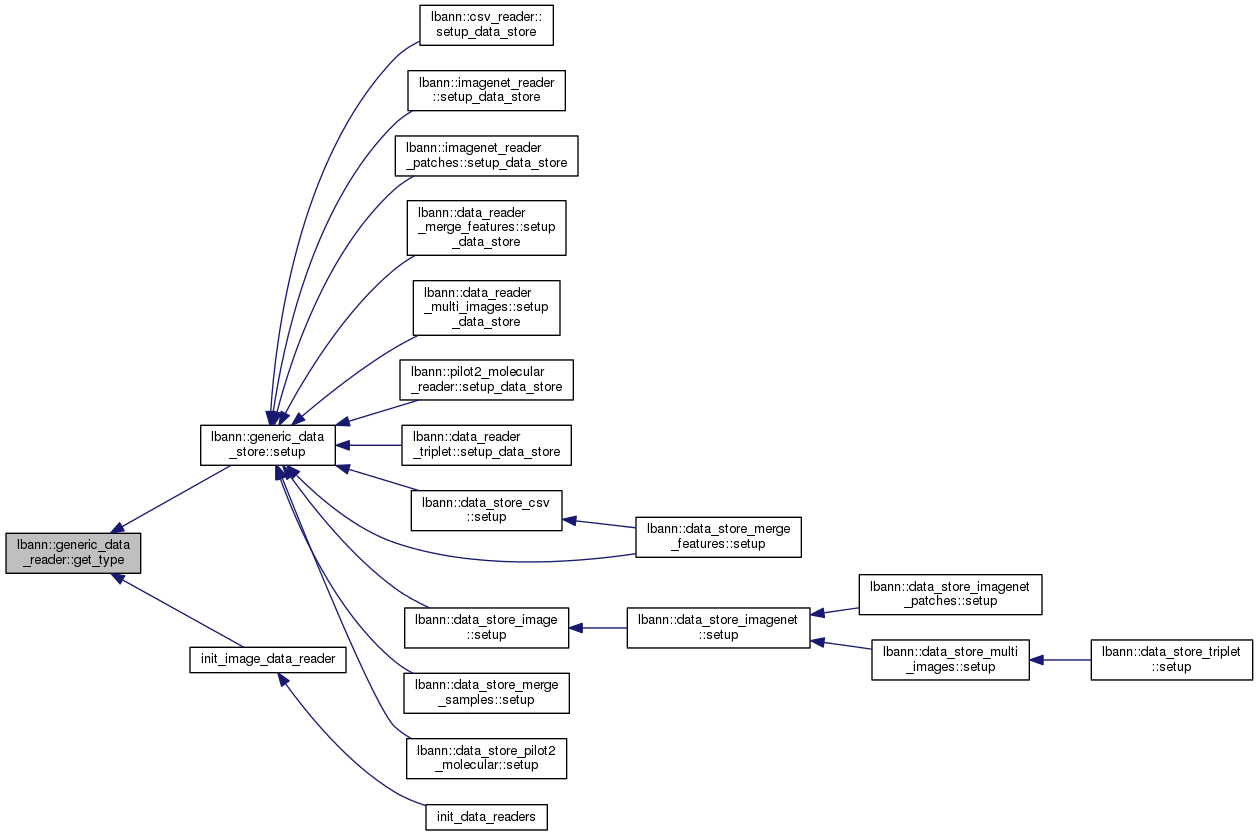 lbann::csv_reader::
setup_data_store
lbann::imagenet_reader
::setup_data_store
lbann::imagenet_reader
_patches::setup_data_store
lbann::data_reader
_merge_features::setup
_data_store
lbann::data_reader
_multi_images::setup
_data_store
lbann::pilot2_molecular
_reader::setup_data_store
lbann::generic_data
_store::setup
lbann::data_reader
_triplet::setup_data_store
lbann::data_store_csv
::setup
lbann::data_store_merge
_features::setup
lbann::generic_data
_reader::get_type
lbann::data_store_image
::setup
lbann::data_store_imagenet
::setup
lbann::data_store_imagenet
_patches::setup
lbann::data_store_multi
_images::setup
lbann::data_store_triplet
::setup
init_image_data_reader
lbann::data_store_merge
_samples::setup
lbann::data_store_pilot2
_molecular::setup
init_data_readers